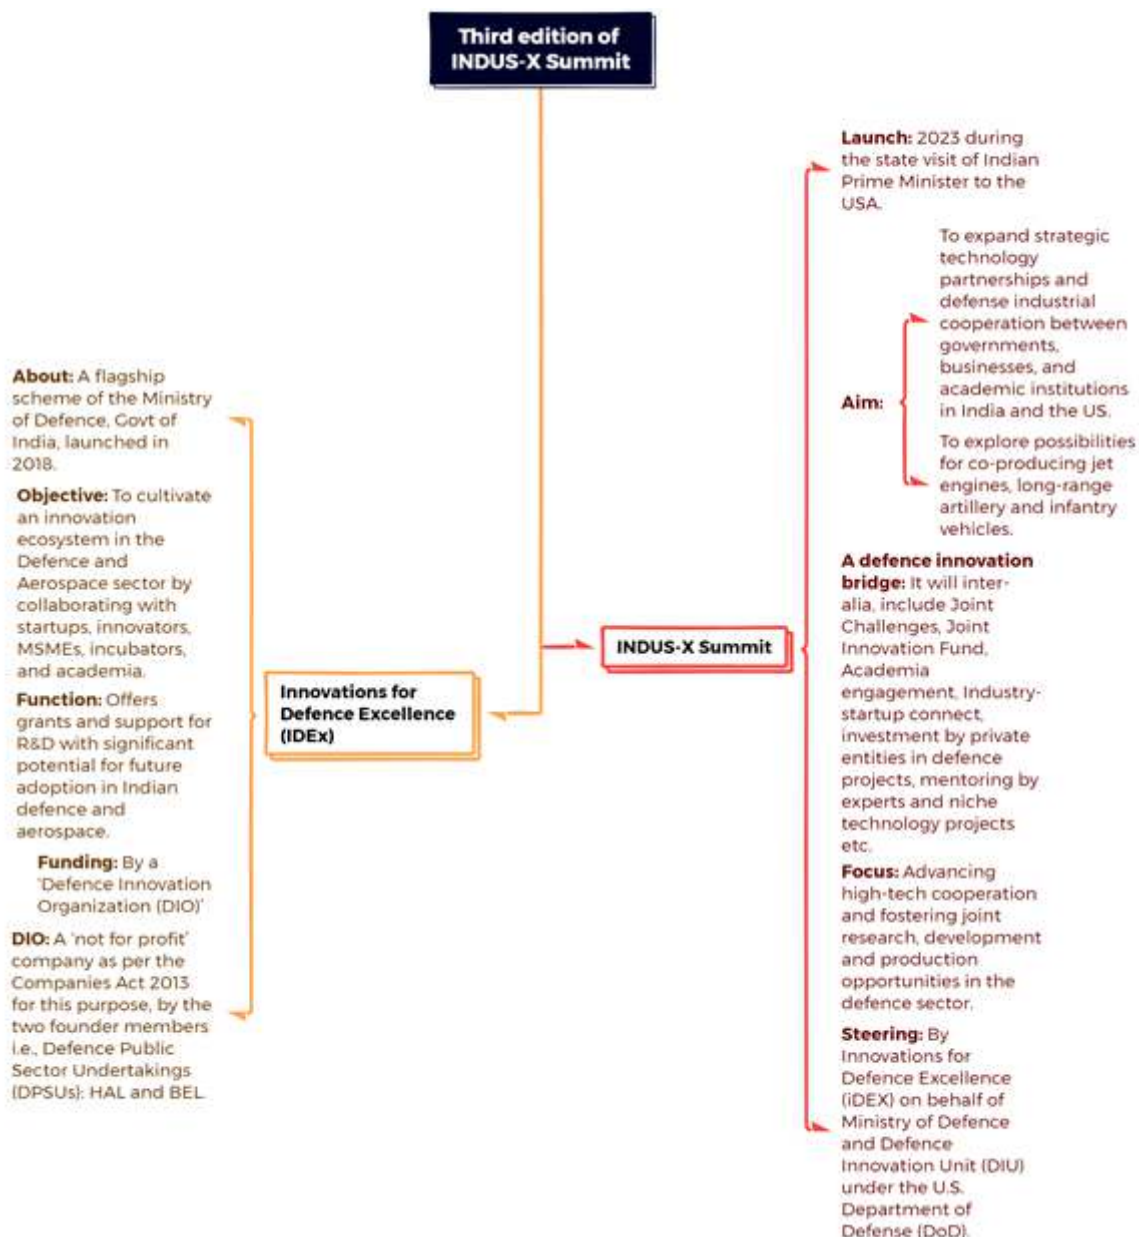 Third edition of
INDUS-X Summit
Launch: 2023 during
the state visit of Indian
Prime Minister to the
USA.
Aim:
To expand strategic
technology
partnerships and
defense industrial
cooperation between
governments,
businesses, and
academic institutions
in India and the US.
To explore possibilities
for co-producing jet
engines, long-range
artillery and infantry
vehicles.
A defence innovation
bridge: It will inter-
alia, include Joint
Challenges, Joint
Innovation Fund,
Academia
engagement, Industry-
startup connect,
investment by private
entities in defence
projects, mentoring by
experts and niche
technology projects
etc.
Focus: Advancing
high-tech cooperation
and fostering joint
research, development
and production
opportunities in the
defence sector.
Steering: By
Innovations for
Defence Excellence
(iDEX) on behalf of
Ministry of Defence
and Defence
Innovation Unit (DIU)
under the U.S.
Department of
Defense (DoD).
INDUS-X Summit
Innovations for
Defence Excellence
(IDEx)
About: A flagship
scheme of the Ministry
of Defence, Govt of
India, launched in
2018.
Objective: To cultivate
an innovation
ecosystem in the
Defence and
Aerospace sector by
collaborating with
startups, innovators,
MSMEs, incubators,
and academia.
Function: Offers
grants and support for
R&D with significant
potential for future
adoption in Indian
defence and
aerospace.
Funding: By a
'Defence Innovation
Organization (DIO)'
DIO: A 'not for profit'
company as per the
Companies Act 2013
for this purpose, by the
two founder members
i.e., Defence Public
Sector Undertakings
(DPSUs): HAL and BEL.